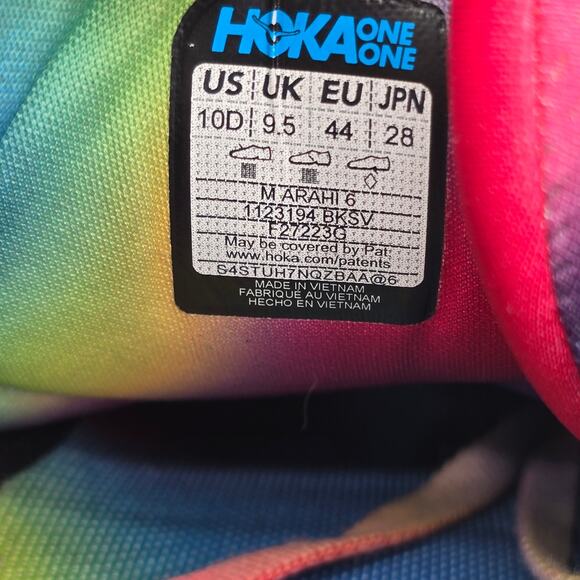 HOKA ONE ONE
US UK EU JPN
10D 9.5 44 28
M ARAHI 6
1123194 BKSV
F27223G
May be covered by Pat:
www.hoka.com/patents
S4STUH7NQZBAA@6
MADE IN VIETNAM
FABRIQUÉ AU VIETNAM
HECHO EN VIETNAM